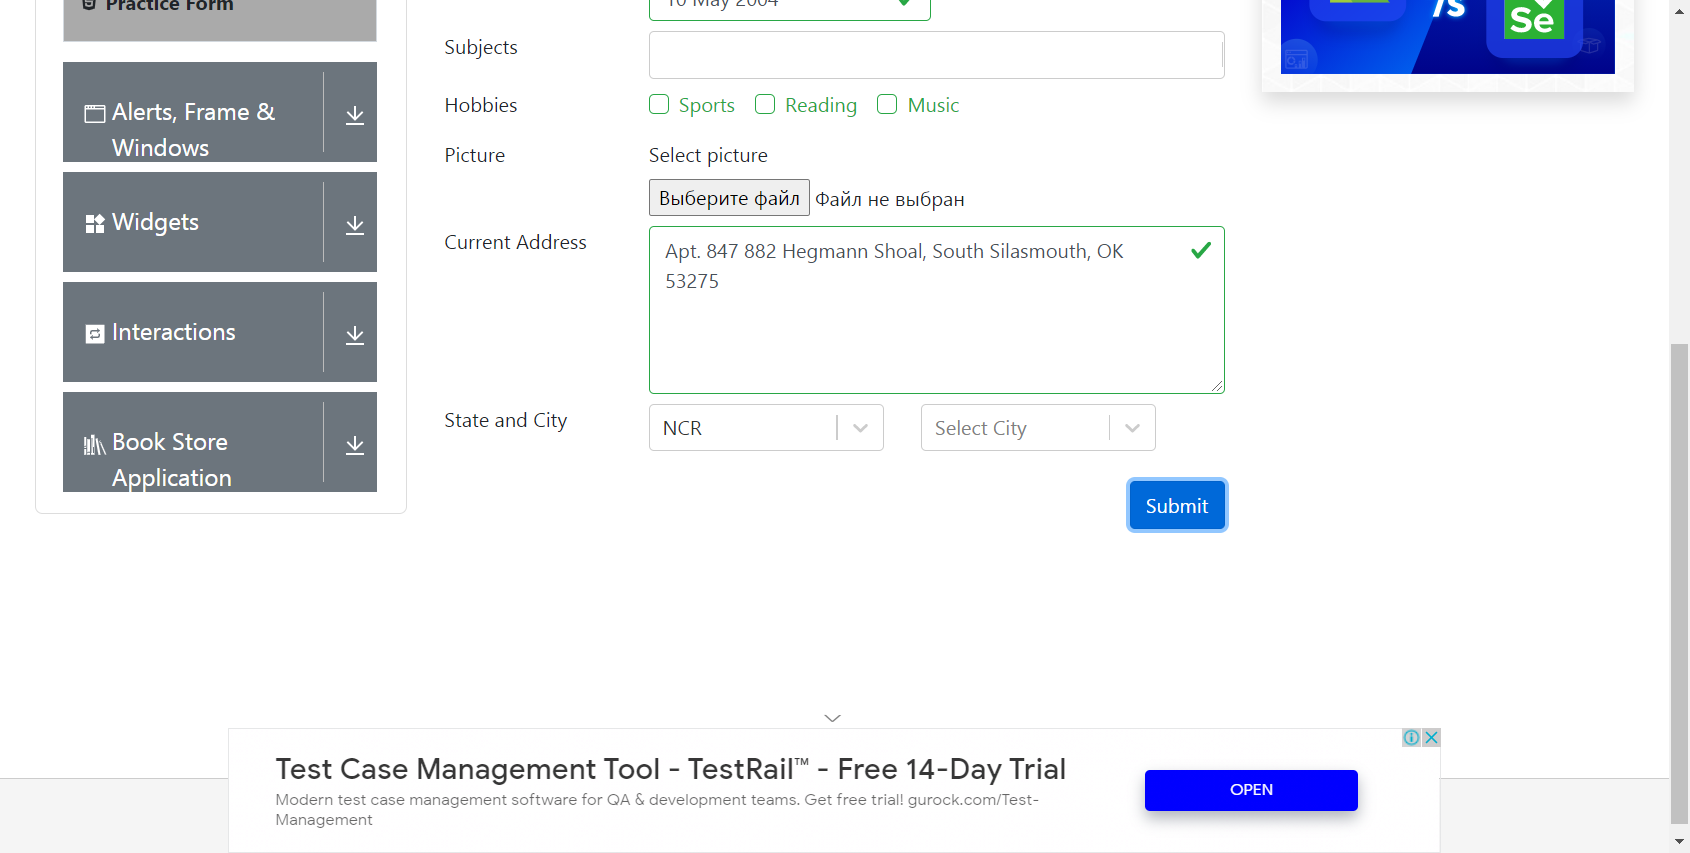 Practice Form
10 May 2004
/s
Se
Subjects
Alerts, Frame &
Windows
Hobbies
Sports
Reading
Music
Picture
Select picture
Выберите файл
Файл не выбран
Widgets
Current Address
Apt. 847 882 Hegmann Shoal, South Silasmouth, OK
53275
Interactions
State and City
NCR
Select City
Book Store
Application
Submit
Test Case Management Tool - TestRail™ - Free 14-Day Trial
Modern test case management software for QA & development teams. Get free trial! gurock.com/Test-
Management
OPEN